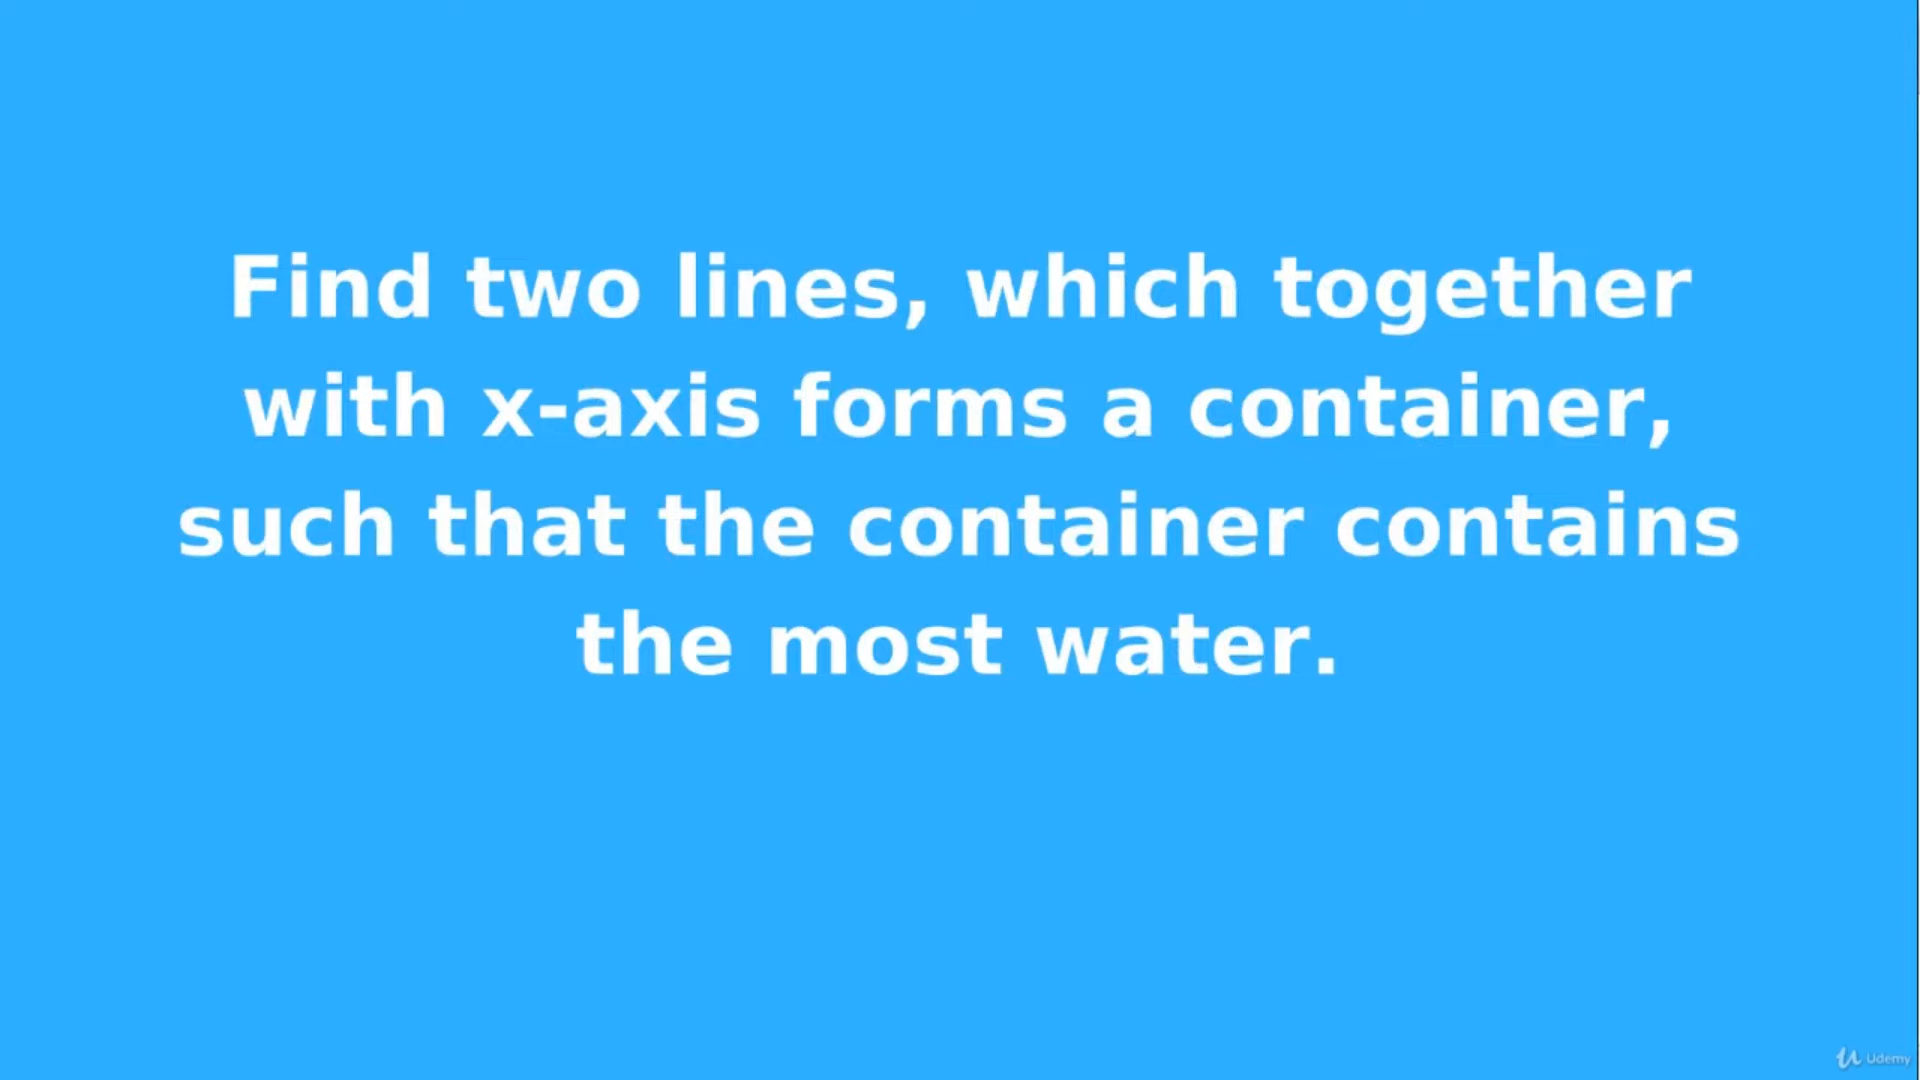 Find two lines, which together
with x-axis forms a container,
such that the container contains
the most water.
Udemy